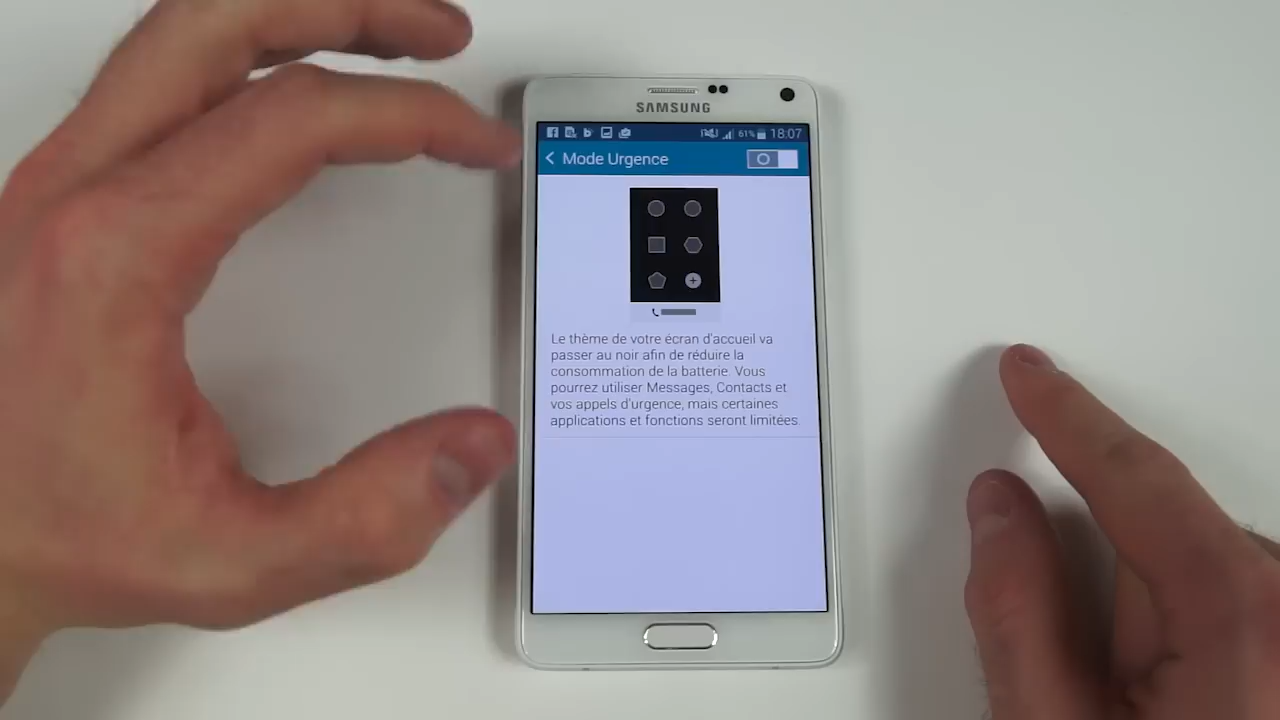 SAMSUNG
61% 18:07
Mode Urgence
Le thème de votre écran d'accueil va
passer au noir afin de réduire la
consommation de la batterie. Vous
pourrez utiliser Messages, Contacts et
vos appels d'urgence, mais certaines
applications et fonctions seront limitées.